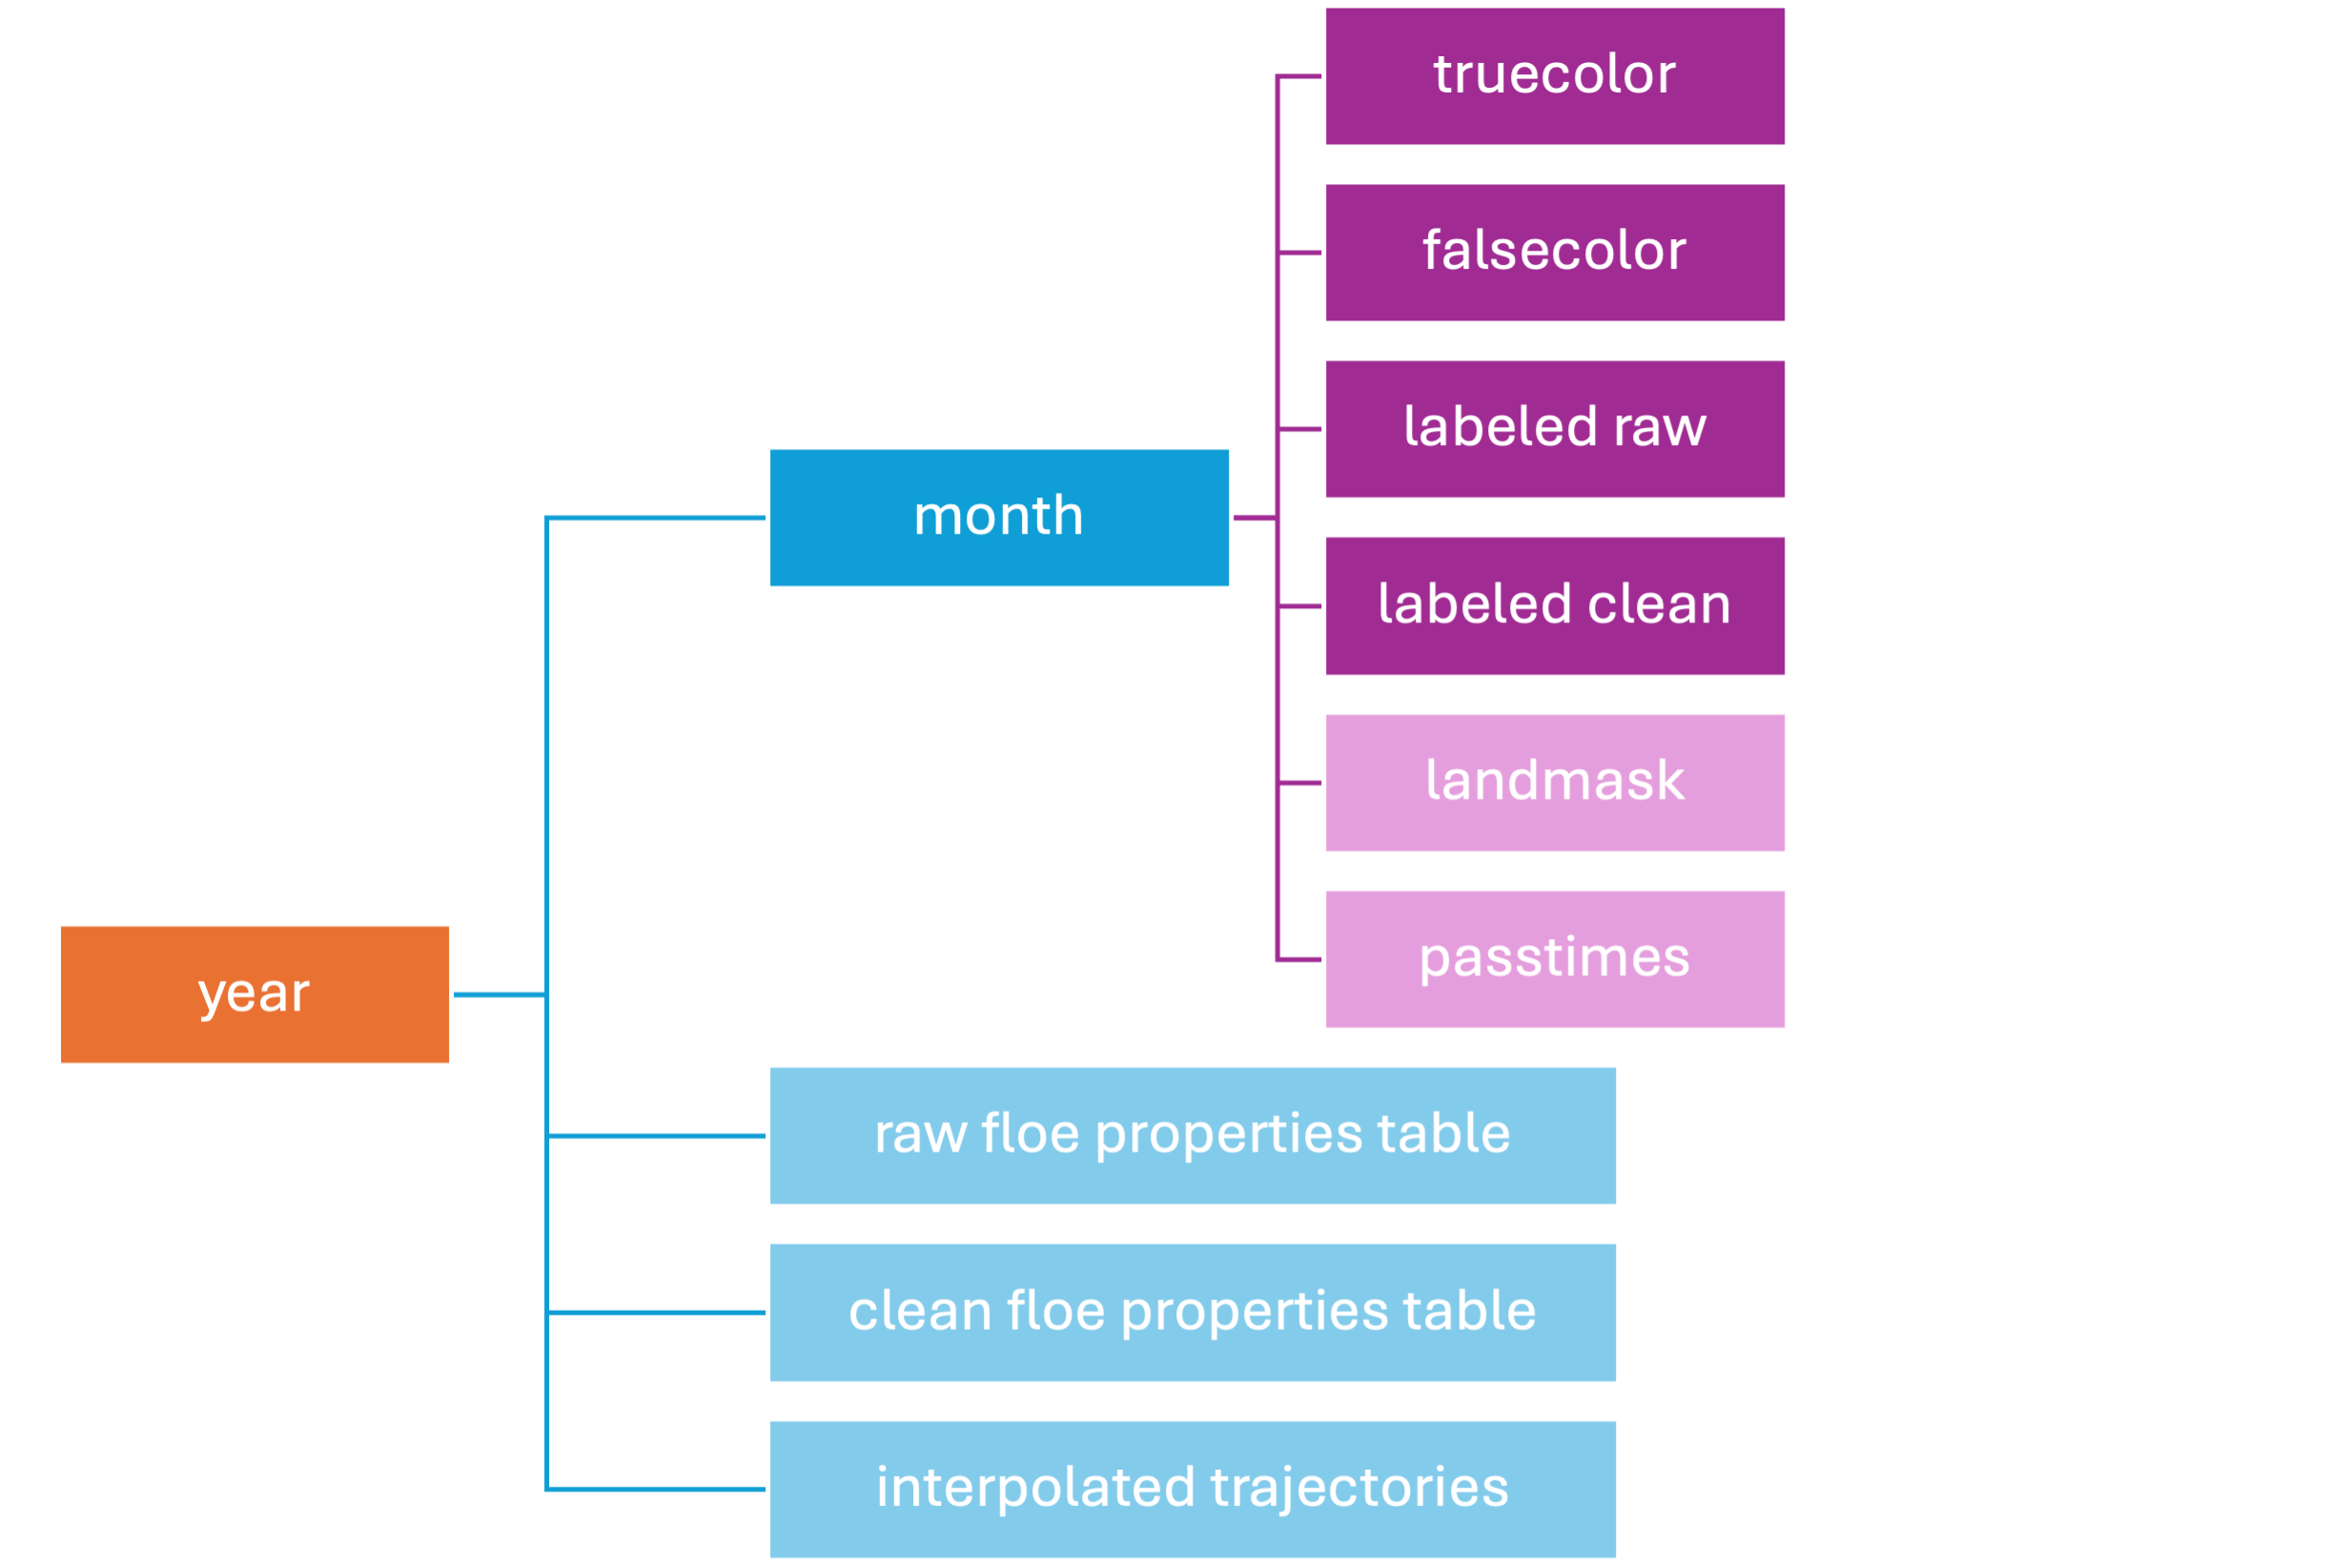 truecolor
falsecolor
labeled raw
month
labeled clean
landmask
passtimes
year
raw floe properties table
clean floe properties table
interpolated trajectories